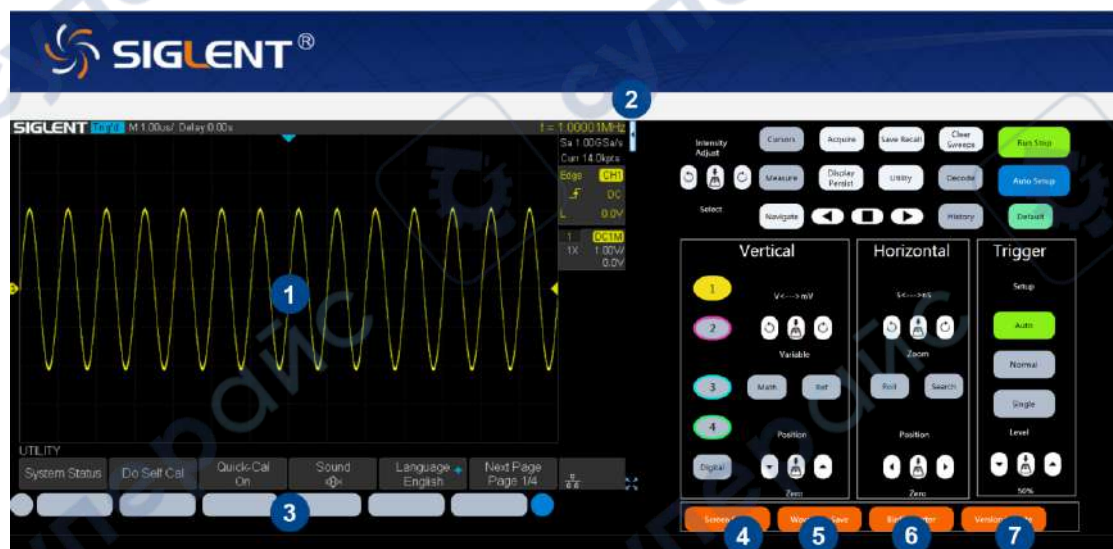 SIGLENT®
2
SIGLENT Trig'd M 1.00us/ Delay:0.00s f = 1.00001MHz
Sa 1.00GSa/s
Curr 14.0kpts
Edge CH1
DC
L 0.0V
1 DC1M
1X 1.00V/
0.0V
1
UTILITY
System Status
Do Self Cal
Quick-Cal
On
Sound
Language
English
Next Page
Page 1/4
3
Intensity
Adjust
Select
Cursors
Acquire
Save Recall
Clear
Sweeps
Run Stop
Measure
Display
Persist
Utility
Decode
Auto Setup
Navigate
History
Default
Vertical
1
V<--->mV
2
Variable
3
Math
Ref
4
Position
Digital
Zero
Horizontal
S<--->nS
Zoom
Roll
Search
Position
Zero
Trigger
Setup
Auto
Normal
Single
Level
50%
4
5
6
7
супер
супер
суперайс